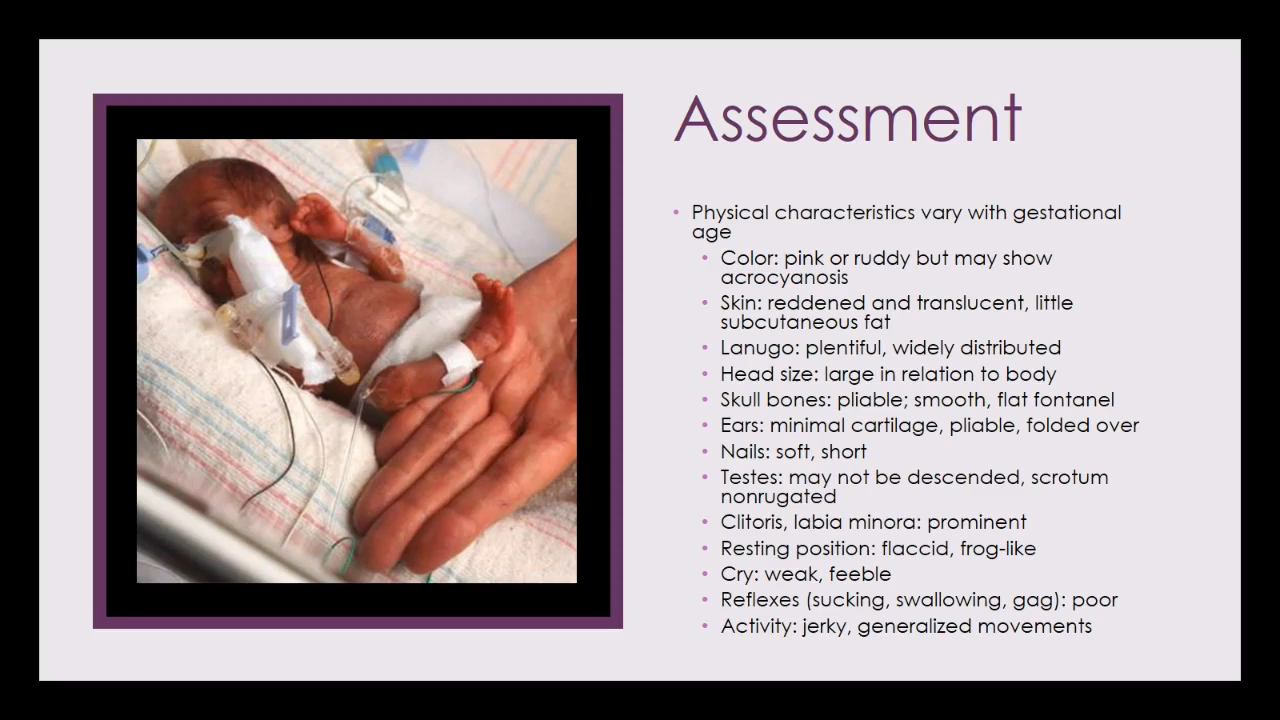 Assessment
• Physical characteristics vary with gestational
age
• Color: pink or ruddy but may show
acrocyanosis
• Skin: reddened and translucent, little
subcutaneous fat
• Lanugo: plentiful, widely distributed
• Head size: large in relation to body
• Skull bones: pliable; smooth, flat fontanel
• Ears: minimal cartilage, pliable, folded over
• Nails: soft, short
• Testes: may not be descended, scrotum
nonrugated
• Clitoris, labia minora: prominent
• Resting position: flaccid, frog-like
• Cry: weak, feeble
• Reflexes (sucking, swallowing, gag): poor
• Activity: jerky, generalized movements